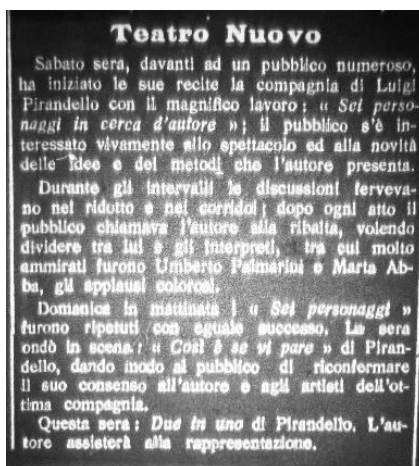 Teatro Nuovo
Sabato sera, davanti ad un pubblico numeroso,
ha iniziato le sue recite la compagnia di Luigi
Pirandello con il magnifico lavoro: « Sei perso
naggi in cerca d'autore »; il pubblico s'è in-
teressato vivamente allo spettacolo ed alla novità
delle idee e dei metodi che l'autore presenta.
Durante gli intervalli le discussioni ferveva-
no nel ridotto e nei corridoi; dopo ogni atto il
pubblico chiamava l'autore alla ribalta, volendo
dividere tra lui e gli interpreti, tra cui molto
ammirati furono Umberto Palmarini e Marta Ab-
ba, gli applausi calorosi.
Domenica in mattinata i « Sei personaggi »
furono ripetuti con eguale successo. La sera
andò in scena: « Così è se vi pare » di Piran-
dello, dando modo al pubblico di riconfermare
il suo consenso all'autore e agli artisti dell'ot-
tima compagnia.
Questa sera: Due in uno di Pirandello. L'au-
tore assisterà alla rappresentazione.